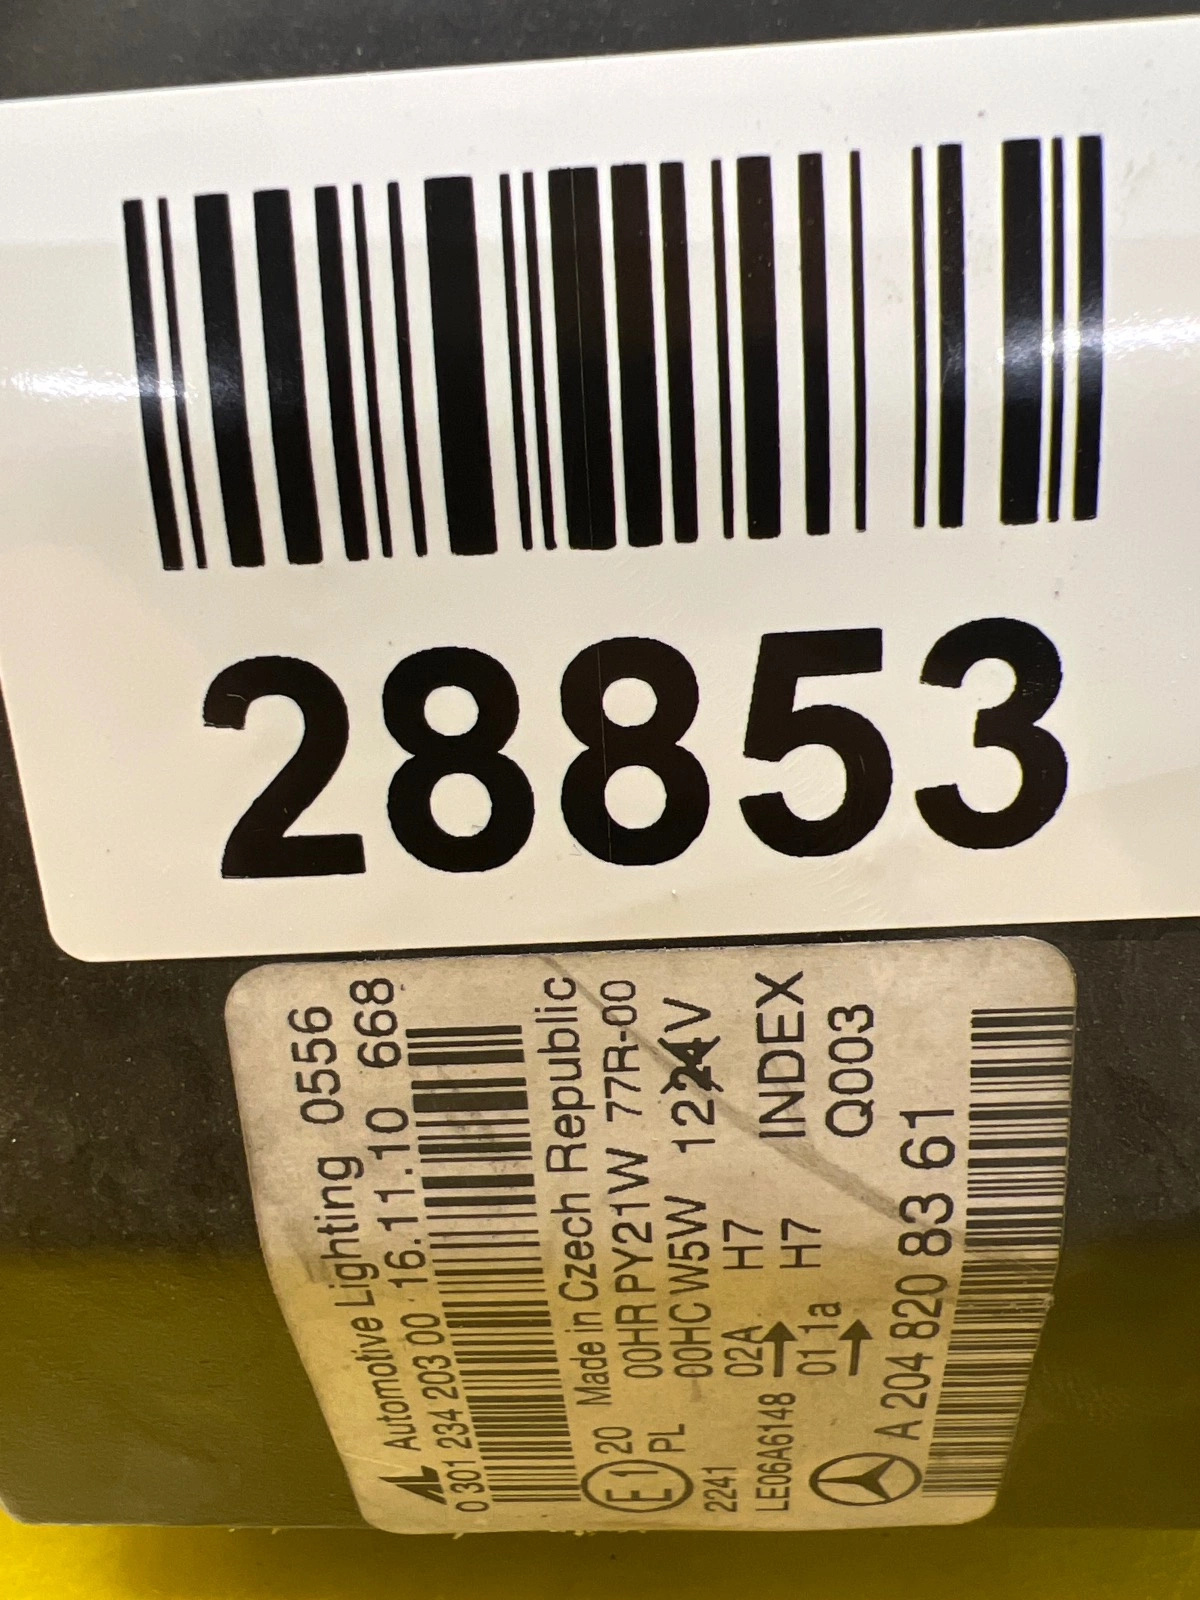 28853
Automotive Lighting 0556
0 301 234 203 00 16.11.10 668
Made in Czech Republic
E1 20 00HR PY21W 77R-00
PL 00HC W5W 1224V
2241 02A H7 INDEX
LE06A6148 01 1a H7 Q003
A 204 820 83 61